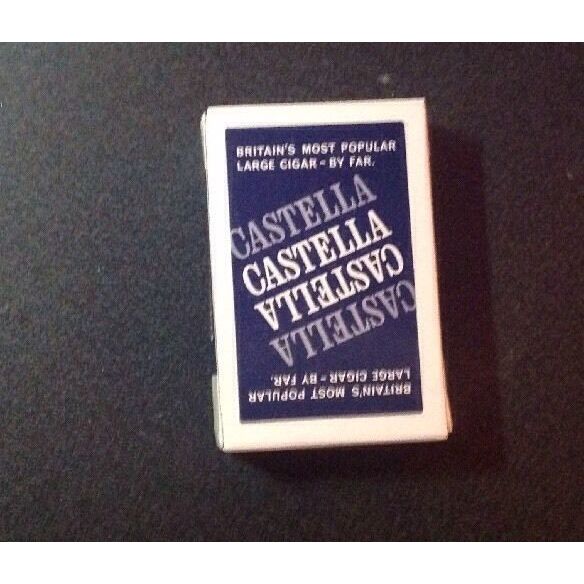 BRITAIN'S MOST POPULAR
LARGE CIGAR - BY FAR.
CASTELLA
CASTELLA
CASTELLA
CASTELLA
LARGE CIGAR - BY FAR.
BRITAIN'S MOST POPULAR